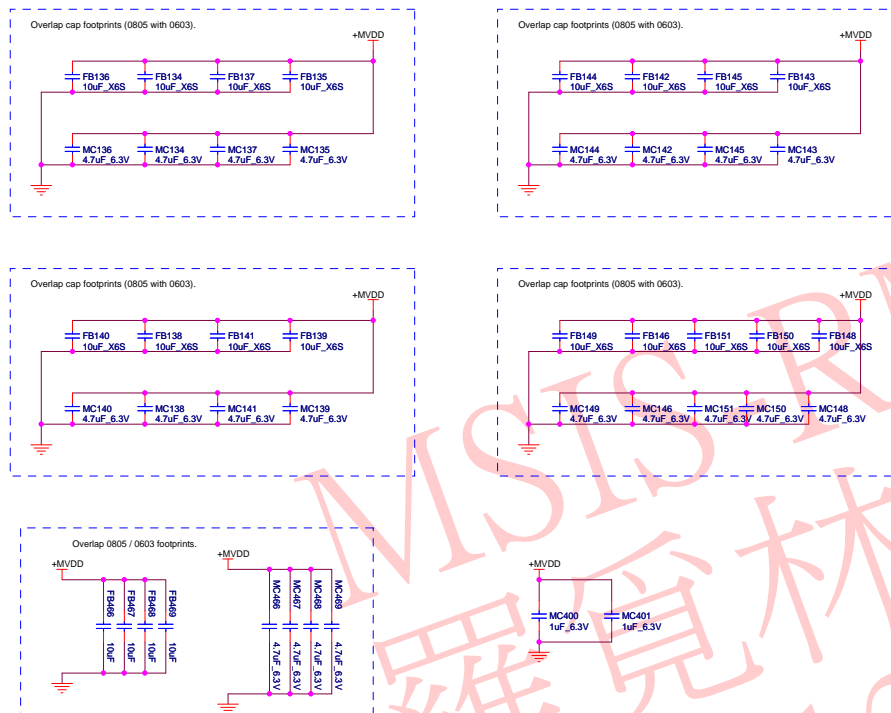 Overlap cap footprints (0805 with 0603).
+MVDD
FB136 FB134 FB137 FB135
10uF_X6S 10uF_X6S 10uF_X6S 10uF_X6S
MC136 MC134 MC137 MC135
4.7uF_6.3V 4.7uF_6.3V 4.7uF_6.3V 4.7uF_6.3V
Overlap cap footprints (0805 with 0603).
+MVDD
FB144 FB142 FB145 FB143
10uF_X6S 10uF_X6S 10uF_X6S 10uF_X6S
MC144 MC142 MC145 MC143
4.7uF_6.3V 4.7uF_6.3V 4.7uF_6.3V 4.7uF_6.3V
Overlap cap footprints (0805 with 0603).
+MVDD
FB140 FB138 FB141 FB139
10uF_X6S 10uF_X6S 10uF_X6S 10uF_X6S
MC140 MC138 MC141 MC139
4.7uF_6.3V 4.7uF_6.3V 4.7uF_6.3V 4.7uF_6.3V
Overlap cap footprints (0805 with 0603).
+MVDD
FB149 FB146 FB151 FB150 FB148
10uF_X6S 10uF_X6S 10uF_X6S 10uF_X6S 10uF_X6S
MC149 MC146 MC151 MC150 MC148
4.7uF_6.3V 4.7uF_6.3V 4.7uF_6.3V 4.7uF_6.3V 4.7uF_6.3V
Overlap 0805 / 0603 footprints.
+MVDD
FB466 FB467 FB468 FB469
10uF 10uF 10uF 10uF
+MVDD
MC466 MC467 MC468 MC469
4.7uF_6.3V 4.7uF_6.3V 4.7uF_6.3V 4.7uF_6.3V
+MVDD
MC400 MC401
1uF_6.3V 1uF_6.3V
MSIS-R
羅覓林